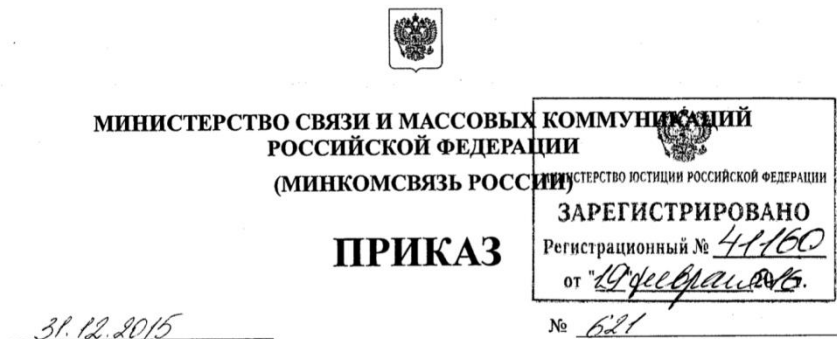 МИНИСТЕРСТВО СВЯЗИ И МАССОВЫХ КОММУНИКАЦИЙ
РОССИЙСКОЙ ФЕДЕРАЦИИ
(МИНКОМСВЯЗЬ РОССИИ)
МИНИСТЕРСТВО ЮСТИЦИИ РОССИЙСКОЙ ФЕДЕРАЦИИ
ЗАРЕГИСТРИРОВАНО
Регистрационный № 41160
от "19" февраля 2016 г.
ПРИКАЗ
31.12.2015
№ 621